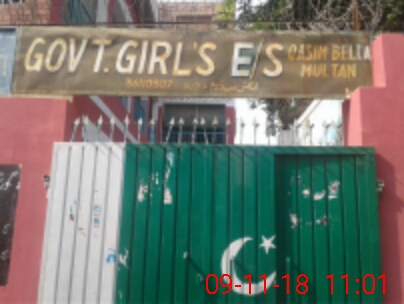 GOVT. GIRL'S E/S QASIM BELLA
MULTAN
09-11-18 11:01